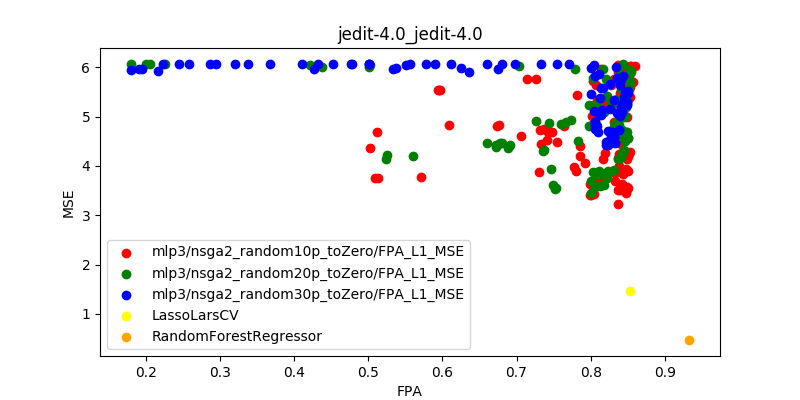 jedit-4.0_jedit-4.0
6
5
4
3
2
1
MSE
mlp3/nsga2_random10p_toZero/FPA_L1_MSE
mlp3/nsga2_random20p_toZero/FPA_L1_MSE
mlp3/nsga2_random30p_toZero/FPA_L1_MSE
LassoLarsCV
RandomForestRegressor
0.2 0.3 0.4 0.5 0.6 0.7 0.8 0.9
FPA